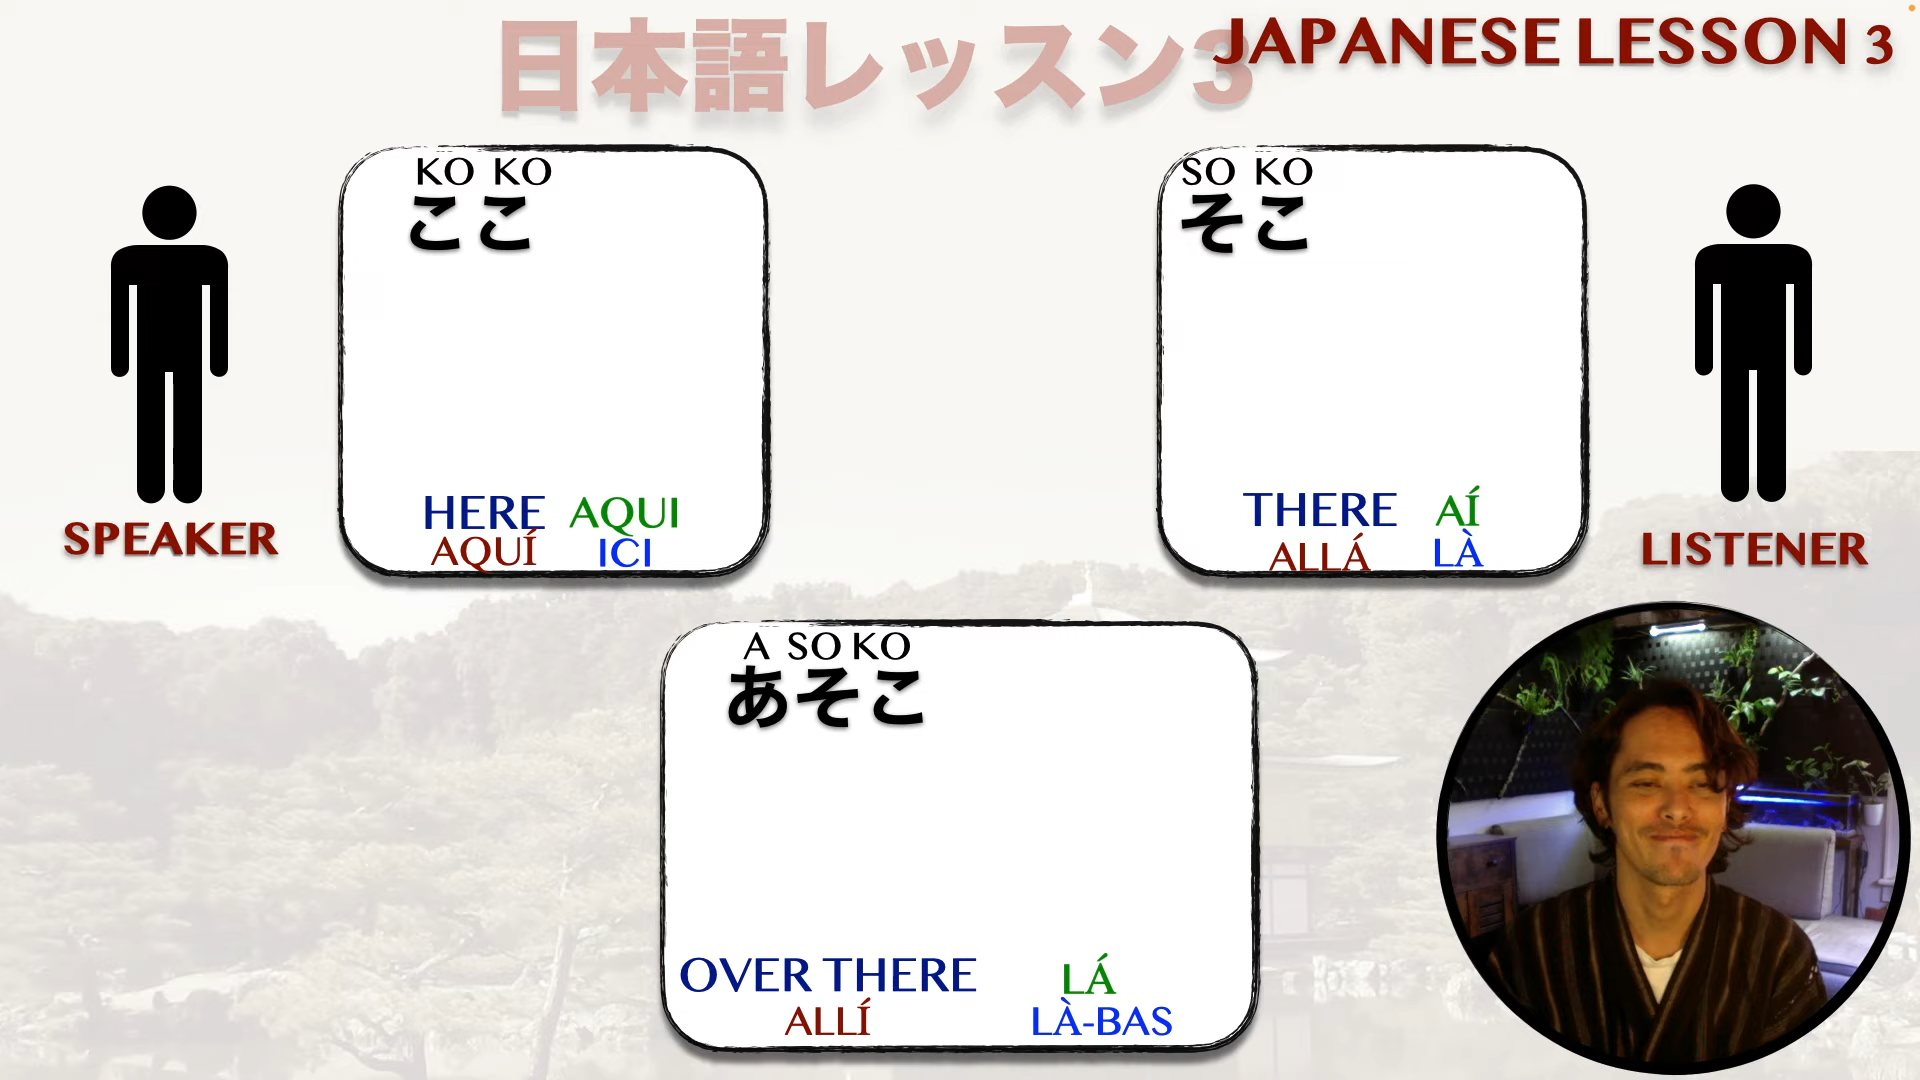 日本語レッスン3
JAPANESE LESSON 3
KO KO
ここ
HERE AQUI
AQUÍ ICI
SPEAKER
SO KO
そこ
THERE AÍ
ALLÁ LÀ
LISTENER
A SO KO
あそこ
OVER THERE LÁ
ALLÍ LÀ-BAS